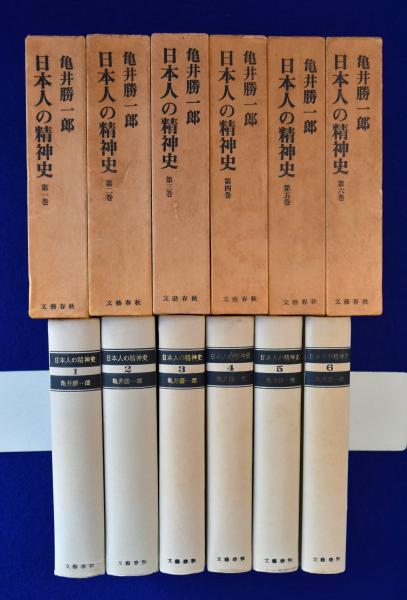 亀井勝一郎
日本人の精神史
第一巻
文藝春秋
亀井勝一郎
日本人の精神史
第二巻
文藝春秋
亀井勝一郎
日本人の精神史
第三巻
文藝春秋
亀井勝一郎
日本人の精神史
第四巻
文藝春秋
亀井勝一郎
日本人の精神史
第五巻
文藝春秋
亀井勝一郎
日本人の精神史
第六巻
文藝春秋
日本人の精神史
1
亀井勝一郎
文藝春秋
日本人の精神史
2
亀井勝一郎
文藝春秋
日本人の精神史
3
亀井勝一郎
文藝春秋
日本人の精神史
4
亀井勝一郎
文藝春秋
日本人の精神史
5
亀井勝一郎
文藝春秋
日本人の精神史
6
亀井勝一郎
文藝春秋